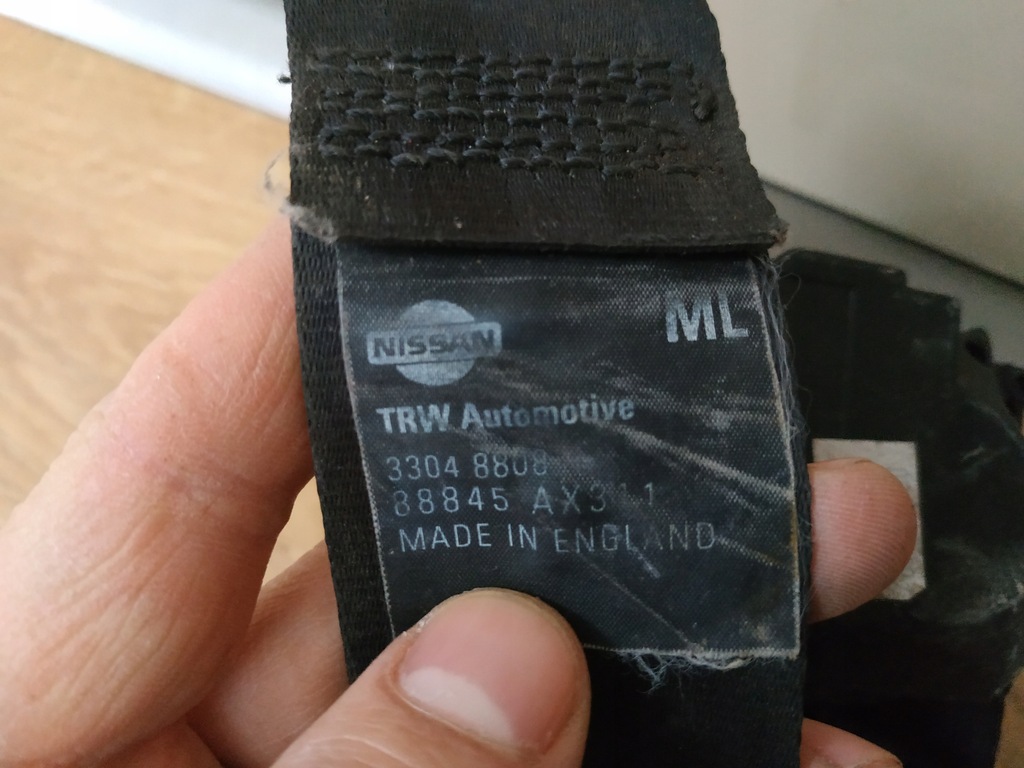 NISSAN
ML
TRW Automotive
3304 8808
88845 AX311
MADE IN ENGLAND